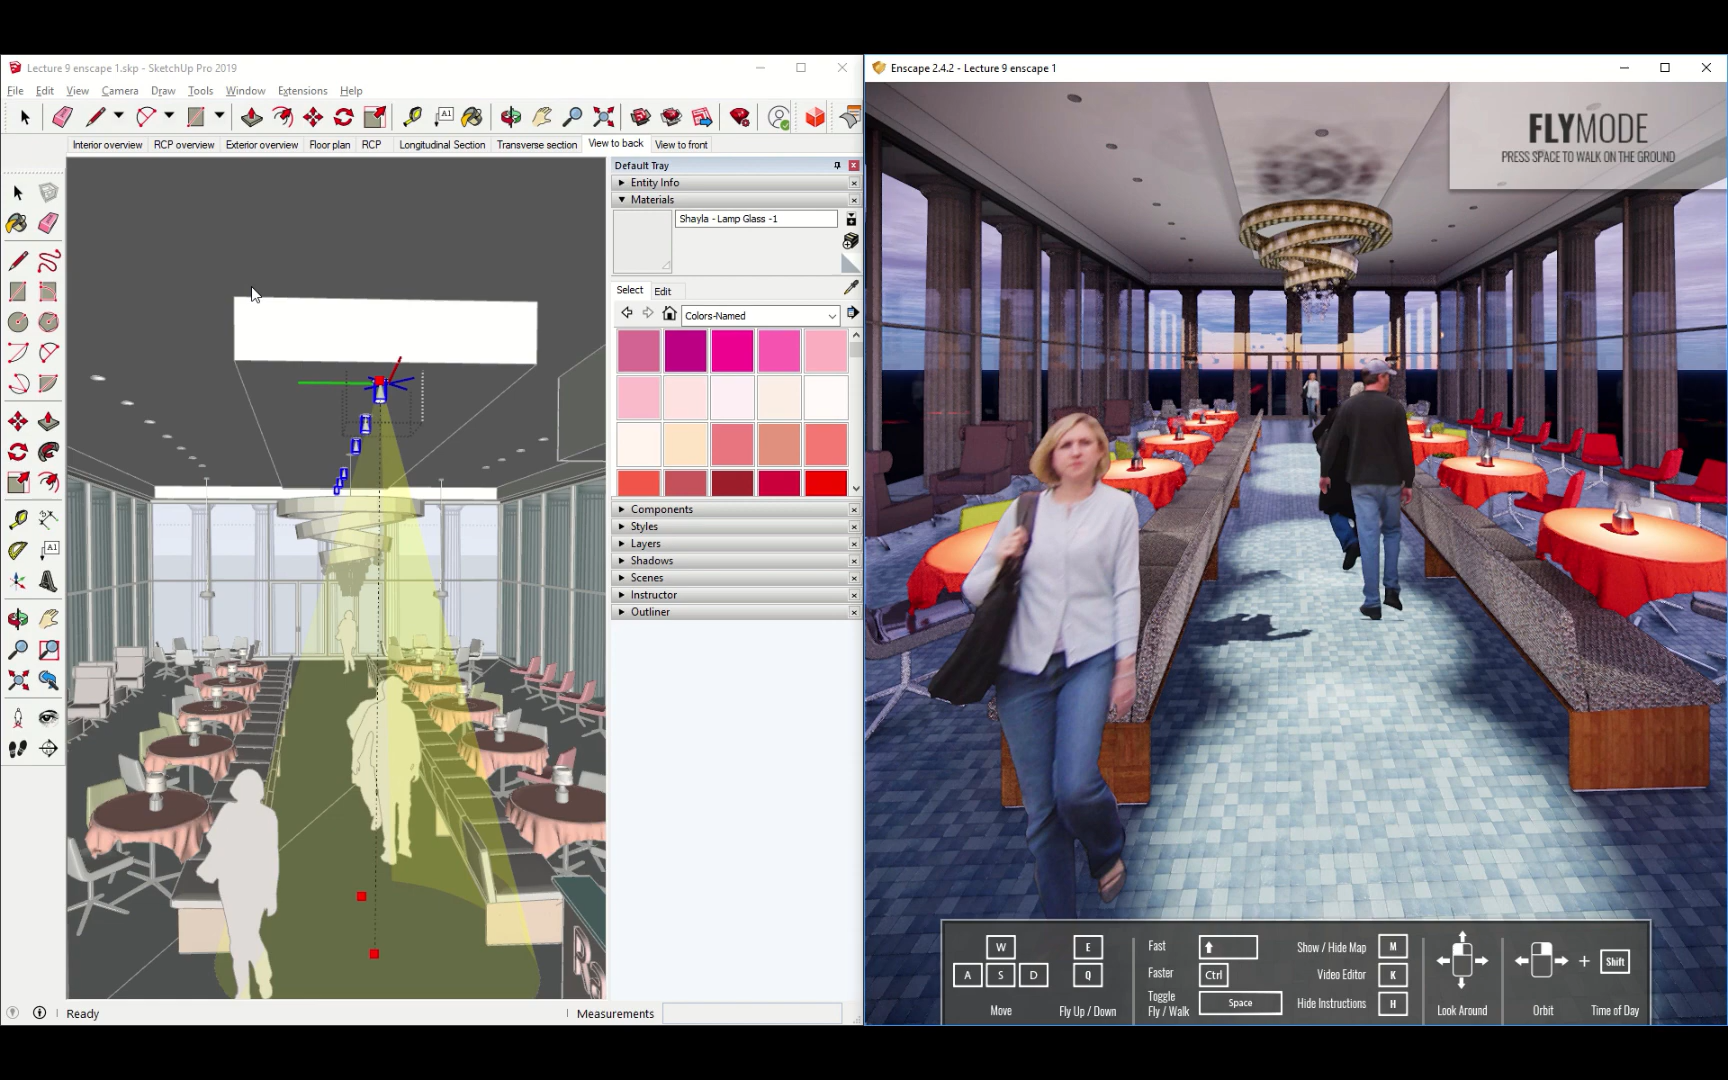 Lecture 9 enscape 1.skp - SketchUp Pro 2019
File Edit View Camera Draw Tools Window Extensions Help
A1
Interior overview RCP overview Exterior overview Floor plan RCP Longitudinal Section Transverse section View to back View to front
Default Tray
Entity Info
Materials
Shayla - Lamp Glass -1
Select Edit
Colors-Named
Components
Styles
Layers
Shadows
Scenes
Instructor
Outliner
A1
Ready
Measurements
Enscape 2.4.2 - Lecture 9 enscape 1
FLYMODE
PRESS SPACE TO WALK ON THE GROUND
W E
A S D Q
Move
Fly Up / Down
Fast
Faster Ctrl
Toggle Fly / Walk Space
Show / Hide Map M
Video Editor K
Hide Instructions H
Look Around
Orbit
+ Shift
Time of Day